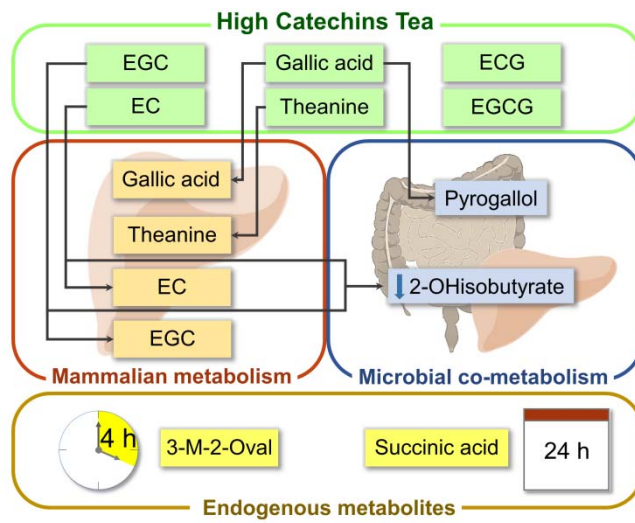 High Catechins Tea
EGC
Gallic acid
ECG
EC
Theanine
EGCG
Gallic acid
Theanine
EC
EGC
Mammalian metabolism
Pyrogallol
2-OHisobutyrate
Microbial co-metabolism
4 h
3-M-2-Oval
Succinic acid
24 h
Endogenous metabolites